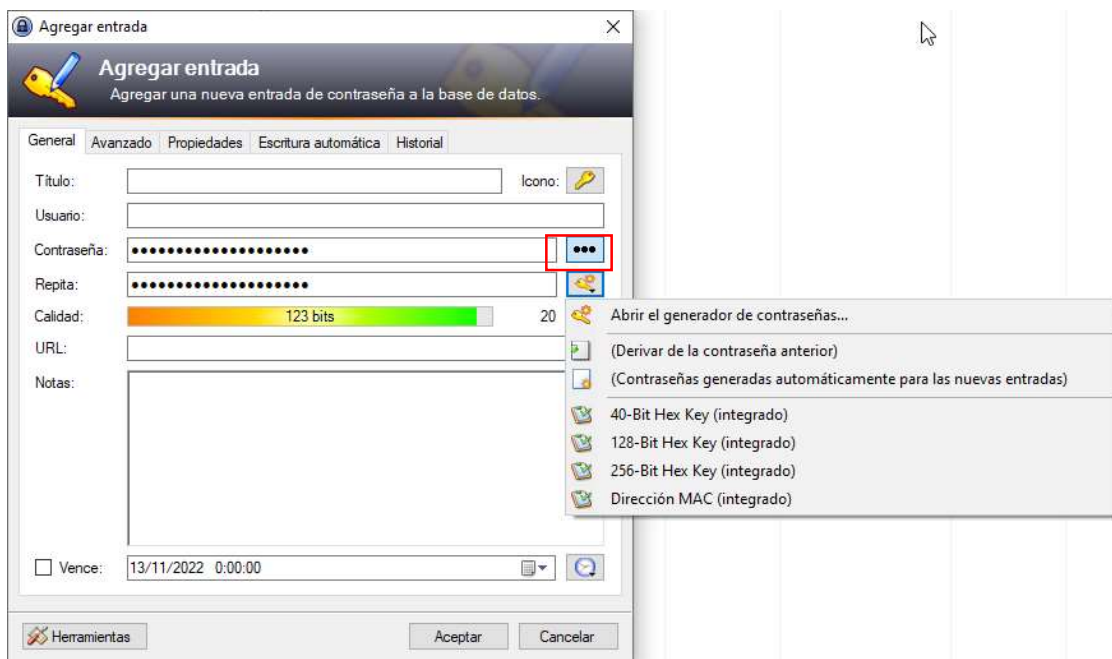 Agregar entrada
Agregar entrada
Agregar una nueva entrada de contraseña a la base de datos.
General Avanzado Propiedades Escritura automática Historial
Título: Icono:
Usuario:
Contraseña: ●●●●●●●●●●●●●●●●●●●● ●●●
Repita: ●●●●●●●●●●●●●●●●●●●●
Calidad: 123 bits 20
URL:
Notas:
Abrir el generador de contraseñas...
(Derivar de la contraseña anterior)
(Contraseñas generadas automáticamente para las nuevas entradas)
40-Bit Hex Key (integrado)
128-Bit Hex Key (integrado)
256-Bit Hex Key (integrado)
Dirección MAC (integrado)
Vence: 13/11/2022 0:00:00
Herramientas Aceptar Cancelar